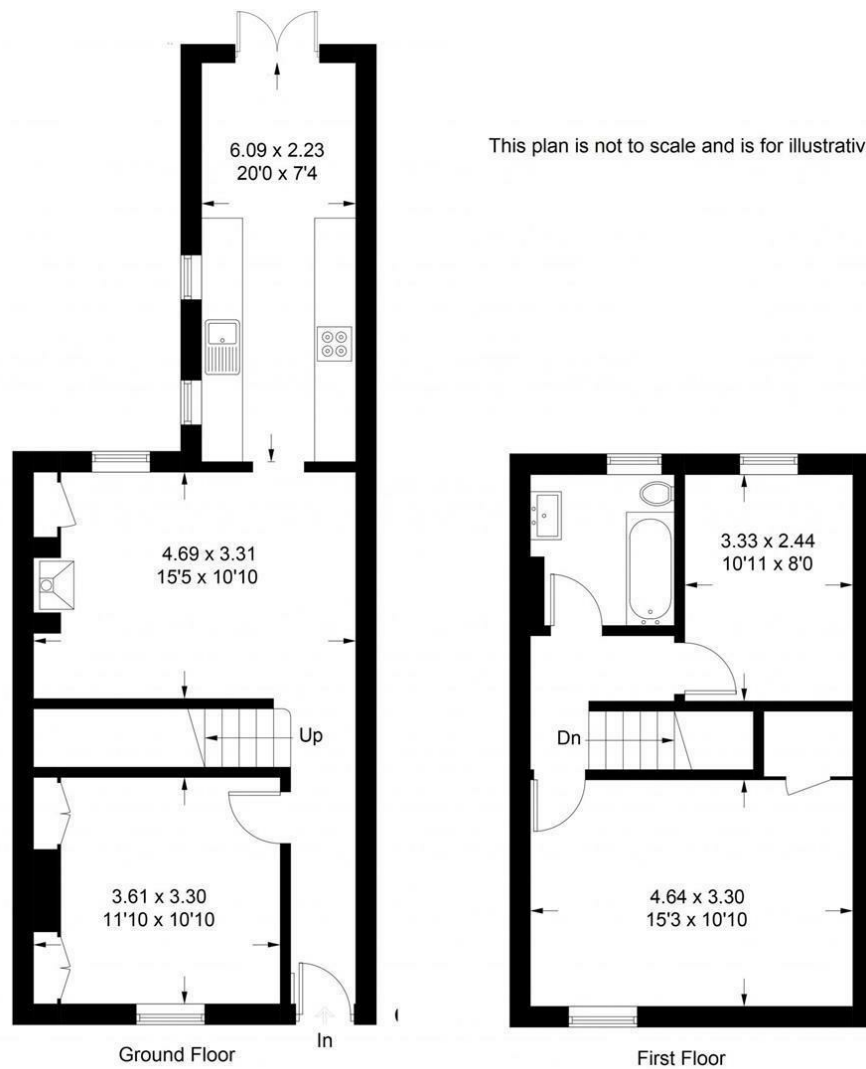 6.09 x 2.23
20'0 x 7'4
This plan is not to scale and is for illustrativ
4.69 x 3.31
15'5 x 10'10
3.33 x 2.44
10'11 x 8'0
Up
Dn
3.61 x 3.30
11'10 x 10'10
4.64 x 3.30
15'3 x 10'10
In
Ground Floor
First Floor